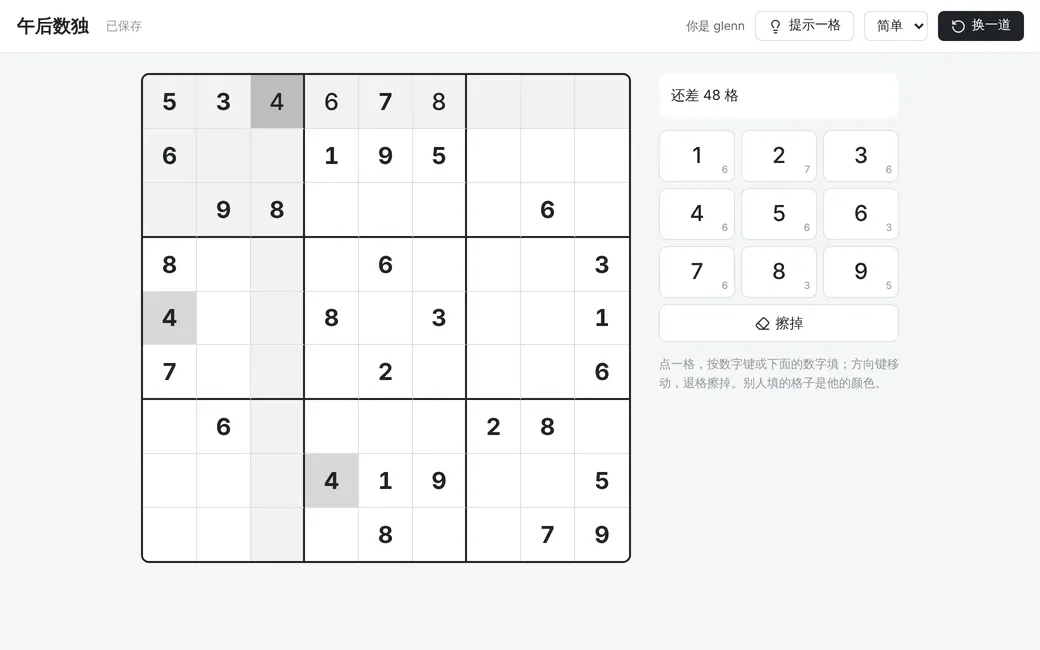 午后数独 已保存 你是 glenn 提示一格 简单 换一道
5 3 4 6 7 8
6 1 9 5
9 8 6
8 6 3
4 8 3 1
7 2 6
6 2 8
4 1 9 5
8 7 9
还差 48 格
1 6 2 7 3 6
4 6 5 6 6 3
7 6 8 3 9 5
擦掉
点一格，按数字键或下面的数字填；方向键移
动，退格擦掉。别人填的格子是他的颜色。